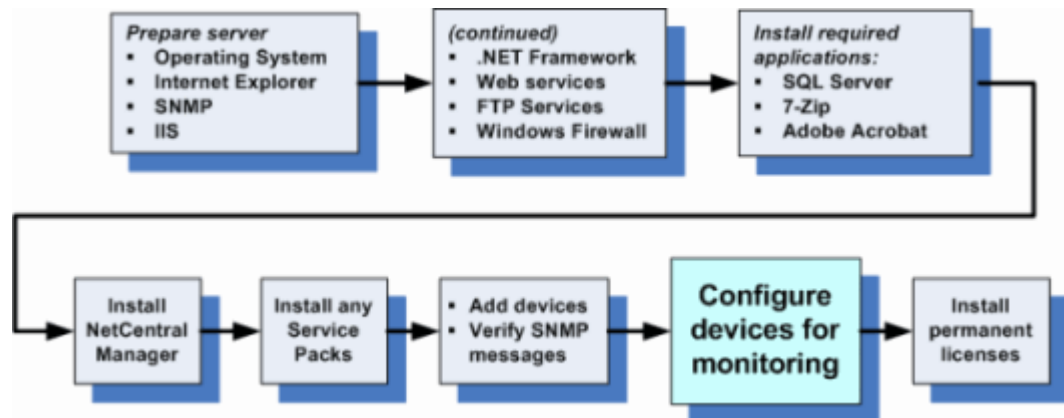 Prepare server
▪ Operating System
▪ Internet Explorer
▪ SNMP
▪ IIS
(continued)
▪ .NET Framework
▪ Web services
▪ FTP Services
▪ Windows Firewall
Install required
applications:
▪ SQL Server
▪ 7-Zip
▪ Adobe Acrobat
Install
NetCentral
Manager
Install any
Service
Packs
▪ Add devices
▪ Verify SNMP
messages
Configure
devices for
monitoring
Install
permanent
licenses